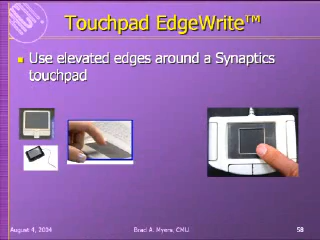 Touchpad EdgeWrite™
Use elevated edges around a Synaptics
touchpad
August 4, 2004
Brad A. Myers, CMU
58